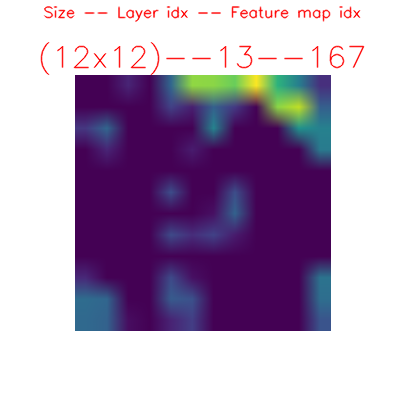 Size -- Layer idx -- Feature map idx
(12x12)--13--167